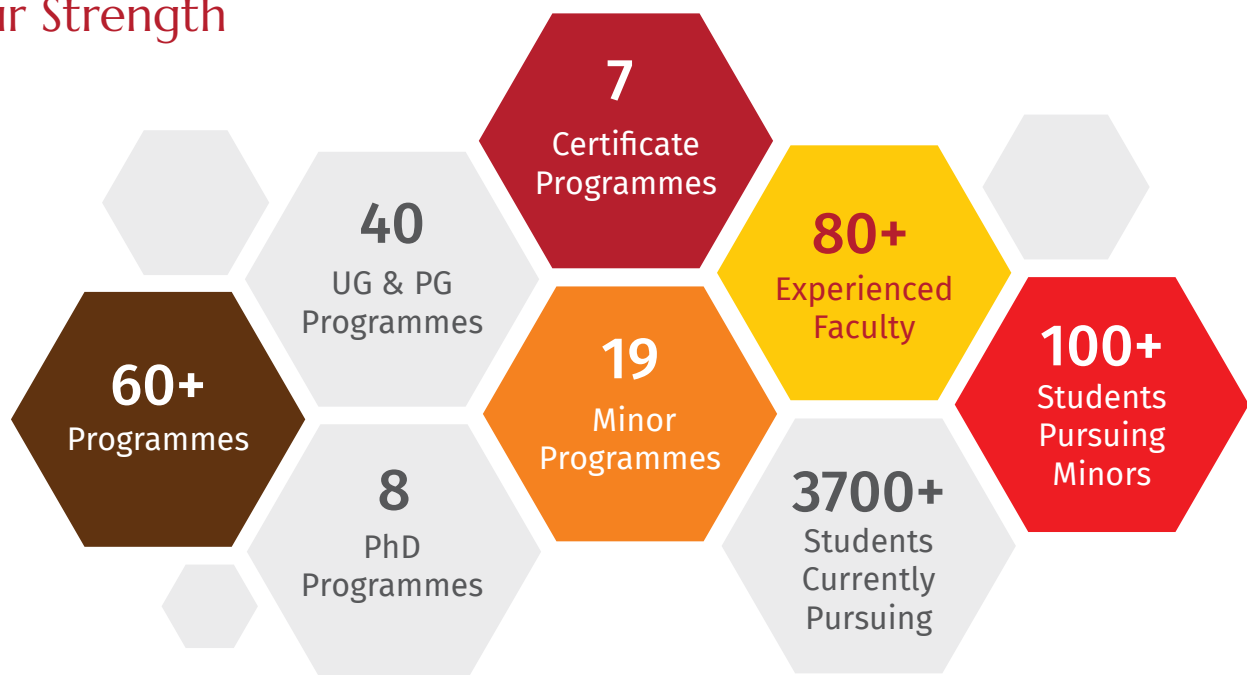 ur Strength
7
Certificate
Programmes
40
UG & PG
Programmes
80+
Experienced
Faculty
60+
Programmes
19
Minor
Programmes
100+
Students
Pursuing
Minors
8
PhD
Programmes
3700+
Students
Currently
Pursuing